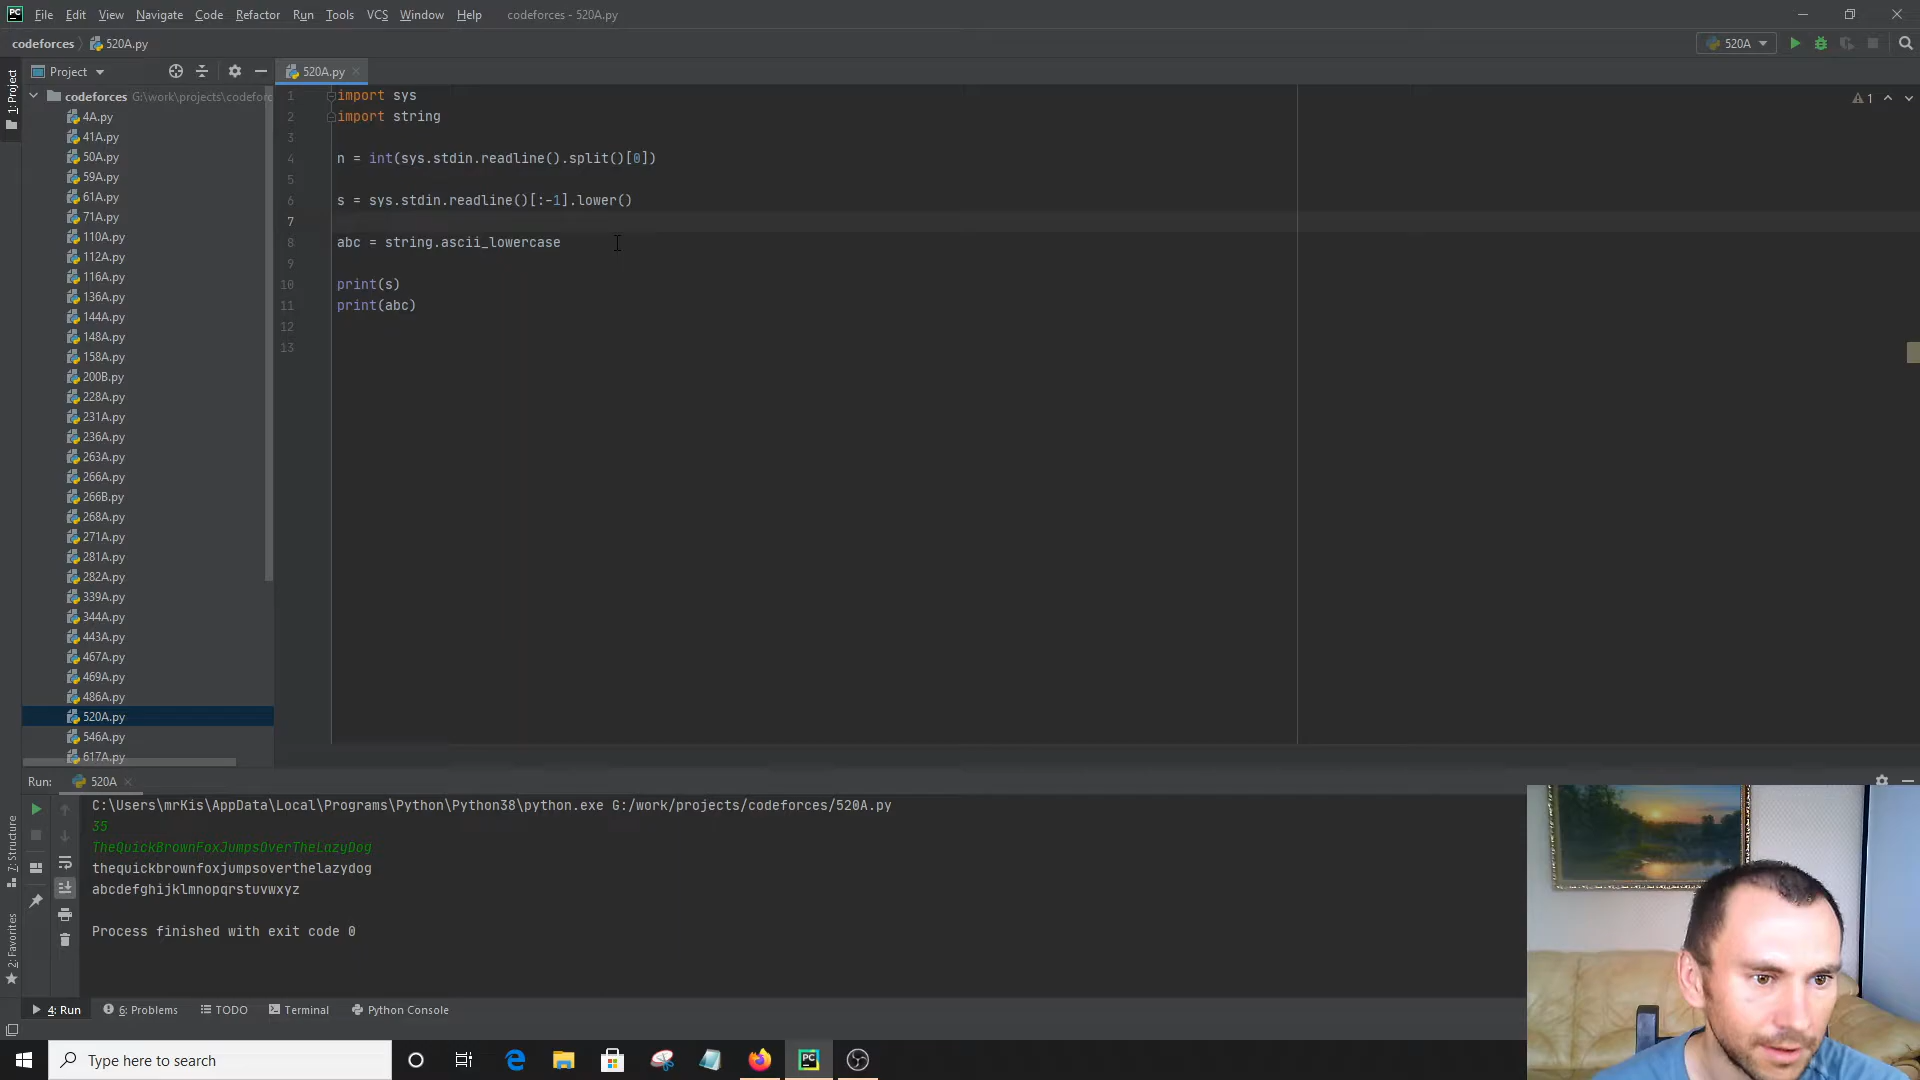 File Edit View Navigate Code Refactor Run Tools VCS Window Help codeforces - 520A.py
codeforces 520A.py
520A
Project
520A.py
1: Project
codeforces G:\work\projects\codeforc
4A.py
41A.py
50A.py
59A.py
61A.py
71A.py
110A.py
112A.py
116A.py
136A.py
144A.py
148A.py
158A.py
200B.py
228A.py
231A.py
236A.py
263A.py
266A.py
266B.py
268A.py
271A.py
281A.py
282A.py
339A.py
344A.py
443A.py
467A.py
469A.py
486A.py
520A.py
546A.py
617A.py
1 import sys
2 import string
3
4 n = int(sys.stdin.readline().split()[0])
5
6 s = sys.stdin.readline()[:-1].lower()
7
8 abc = string.ascii_lowercase
9
10 print(s)
11 print(abc)
12
13
1
Run: 520A
C:\Users\mrKis\AppData\Local\Programs\Python\Python38\python.exe G:/work/projects/codeforces/520A.py
35
TheQuickBrownFoxJumpsOverTheLazyDog
thequickbrownfoxjumpsoverthelazydog
abcdefghijklmnopqrstuvwxyz
Process finished with exit code 0
7: Structure
2: Favorites
4: Run 6: Problems TODO Terminal Python Console
Type here to search